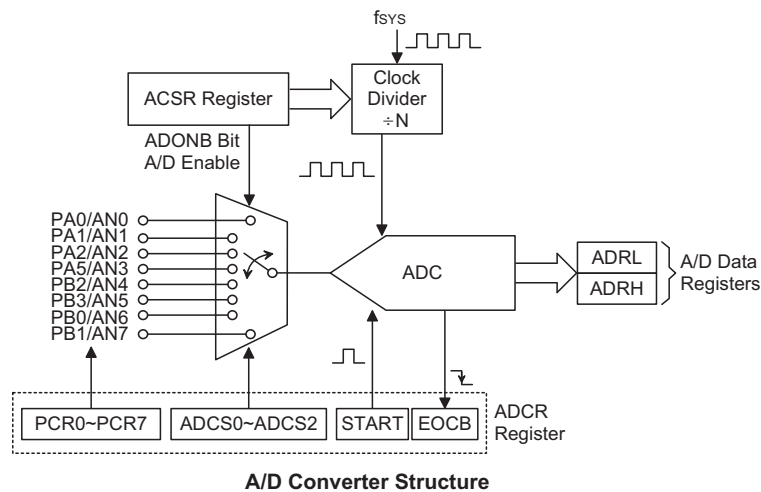 fSYS
ACSR Register
Clock
Divider
÷N
ADONB Bit
A/D Enable
PA0/AN0
PA1/AN1
PA2/AN2
PA5/AN3
PB2/AN4
PB3/AN5
PB0/AN6
PB1/AN7
ADC
ADRL
ADRH
A/D Data
Registers
PCR0~PCR7
ADCS0~ADCS2
START
EOCB
ADCR
Register
A/D Converter Structure